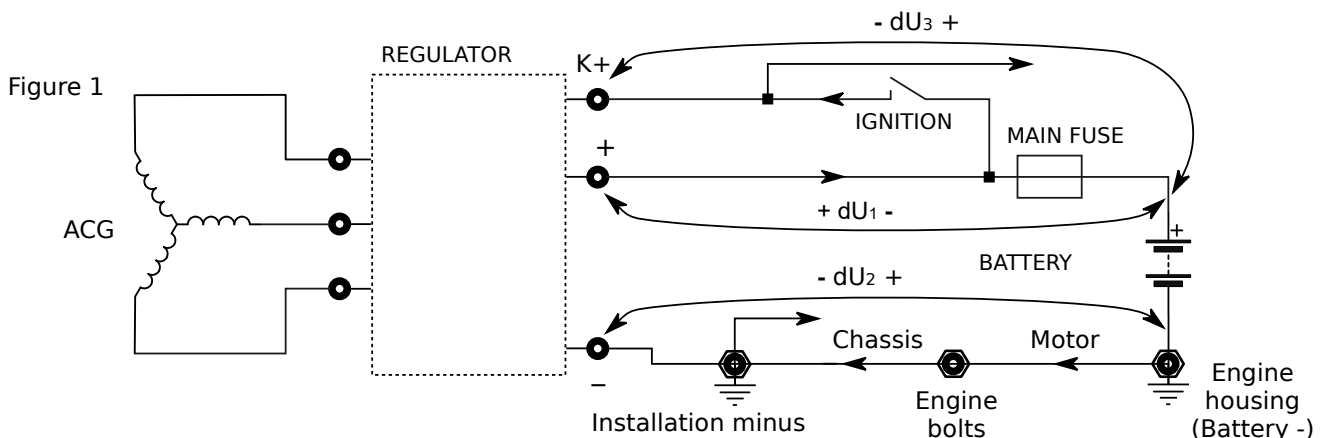 Figure 1
REGULATOR
ACG
K+
- dU3 +
IGNITION
MAIN FUSE
+
+ dU1 -
+
BATTERY
- dU2 +
Chassis
Motor
–
Installation minus
Engine
bolts
Engine
housing
(Battery -)